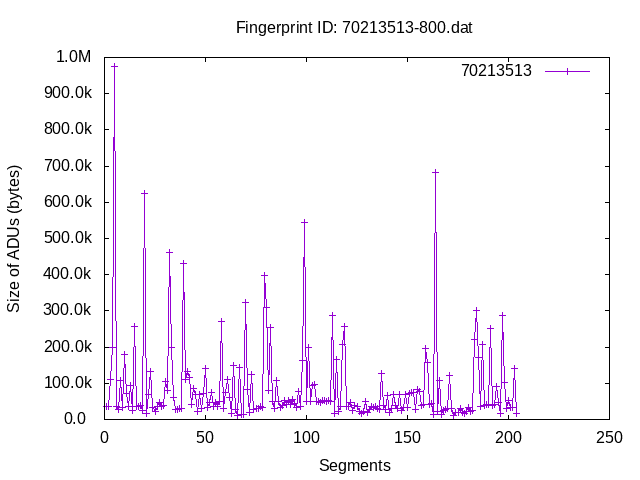 Fingerprint ID: 70213513-800.dat
1.0M
900.0k
800.0k
700.0k
600.0k
500.0k
400.0k
300.0k
200.0k
100.0k
0.0
Size of ADUs (bytes)
70213513
0 50 100 150 200 250
Segments